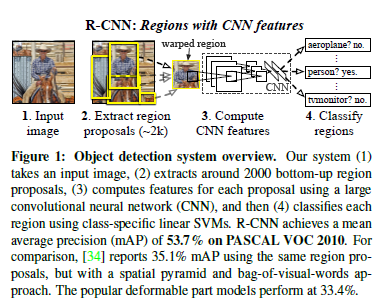 R-CNN: Regions with CNN features
warped region
aeroplane? no.
person? yes.
tvmonitor? no.
CNN
1. Input
image
2. Extract region
proposals (~2k)
3. Compute
CNN features
4. Classify
regions
Figure 1: Object detection system overview. Our system (1)
takes an input image, (2) extracts around 2000 bottom-up region
proposals, (3) computes features for each proposal using a large
convolutional neural network (CNN), and then (4) classifies each
region using class-specific linear SVMs. R-CNN achieves a mean
average precision (mAP) of 53.7% on PASCAL VOC 2010. For
comparison, [34] reports 35.1% mAP using the same region pro-
posals, but with a spatial pyramid and bag-of-visual-words ap-
proach. The popular deformable part models perform at 33.4%.